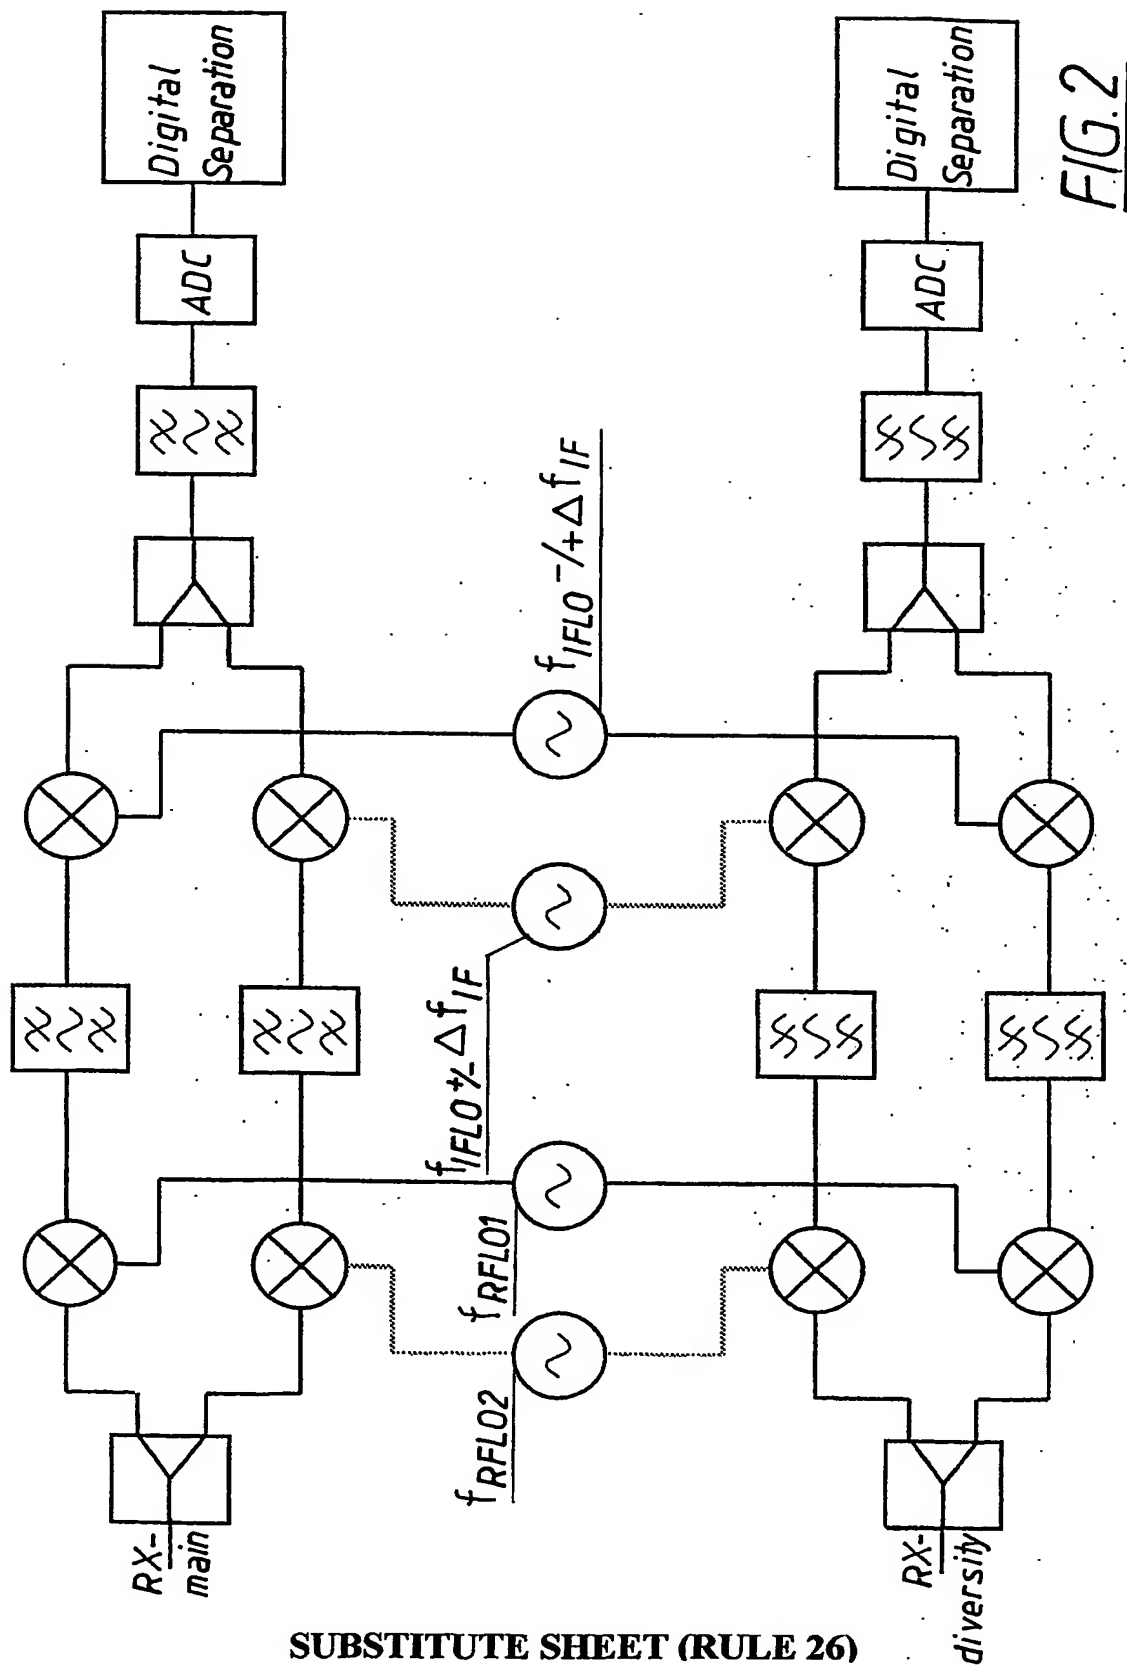 Digital
Separation
ADC
Digital
Separation
ADC
f_IFLO -/+ Δf_IF
f_IFLO +/- Δf_IF
f_RFLO1
f_RFLO2
RX-
main
RX-
diversity
FIG.2
SUBSTITUTE SHEET (RULE 26)